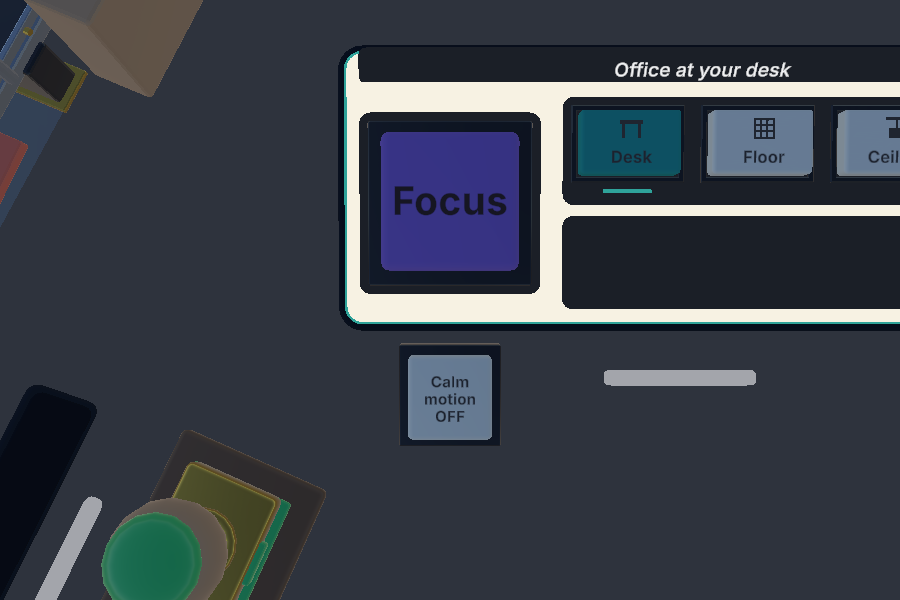 Office at your desk
Focus
Desk
Floor
Calm
motion
OFF